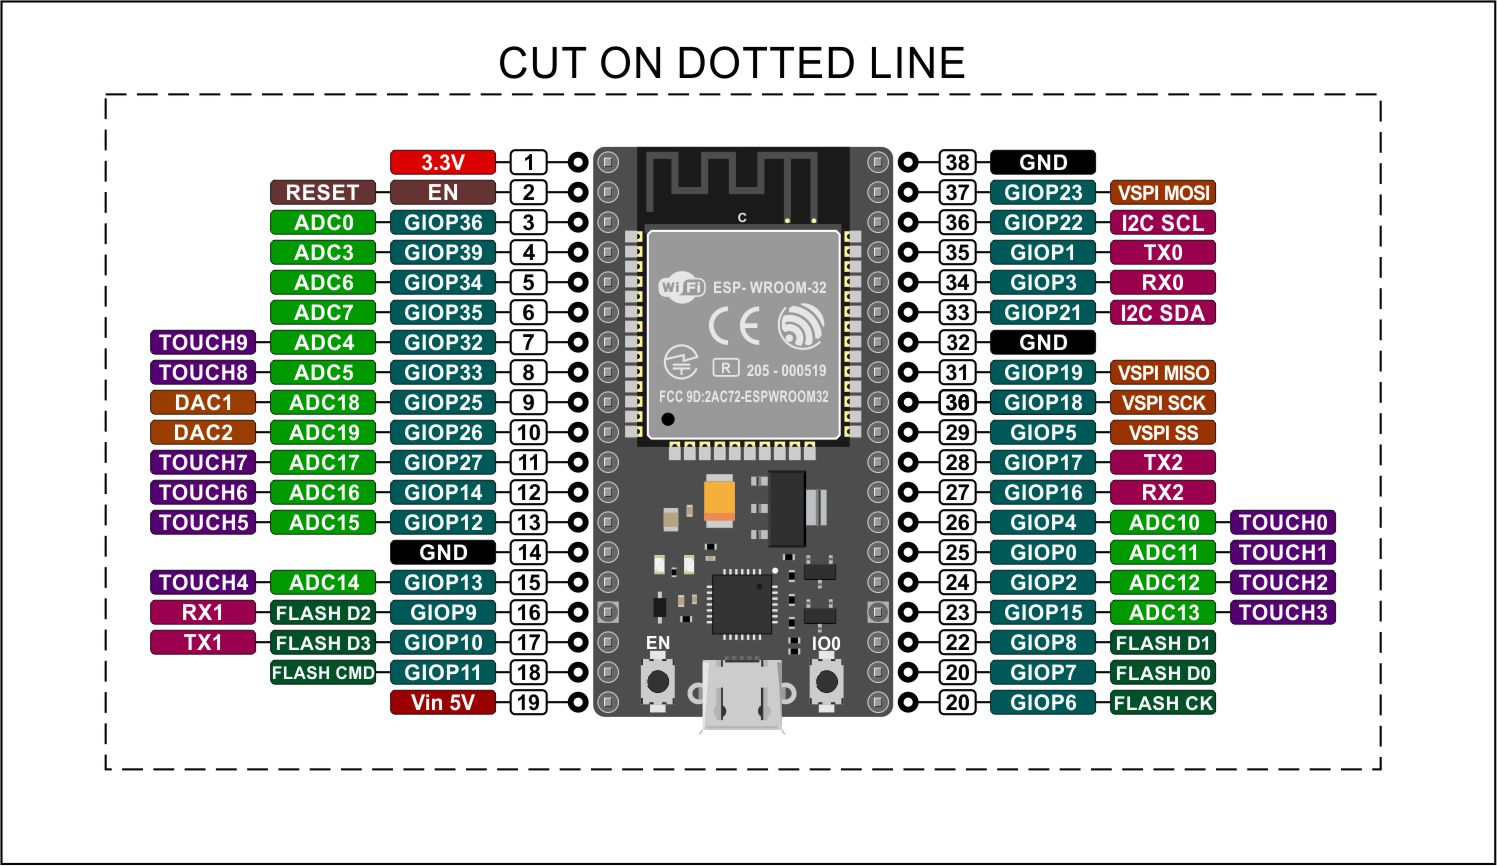 CUT ON DOTTED LINE
3.3V 1 38 GND
RESET EN 2 37 GIOP23 VSPI MOSI
ADC0 GIOP36 3 C 36 GIOP22 I2C SCL
ADC3 GIOP39 4 35 GIOP1 TX0
ADC6 GIOP34 5 WiFi ESP- WROOM-32 34 GIOP3 RX0
ADC7 GIOP35 6 CE 33 GIOP21 I2C SDA
TOUCH9 ADC4 GIOP32 7 32 GND
TOUCH8 ADC5 GIOP33 8 R 205 - 000519 31 GIOP19 VSPI MISO
DAC1 ADC18 GIOP25 9 FCC 9D:2AC72-ESPWROOM32 30 GIOP18 VSPI SCK
DAC2 ADC19 GIOP26 10 29 GIOP5 VSPI SS
TOUCH7 ADC17 GIOP27 11 28 GIOP17 TX2
TOUCH6 ADC16 GIOP14 12 27 GIOP16 RX2
TOUCH5 ADC15 GIOP12 13 26 GIOP4 ADC10 TOUCH0
GND 14 25 GIOP0 ADC11 TOUCH1
TOUCH4 ADC14 GIOP13 15 24 GIOP2 ADC12 TOUCH2
RX1 FLASH D2 GIOP9 16 23 GIOP15 ADC13 TOUCH3
TX1 FLASH D3 GIOP10 17 EN IO0 22 GIOP8 FLASH D1
FLASH CMD GIOP11 18 20 GIOP7 FLASH D0
Vin 5V 19 20 GIOP6 FLASH CK